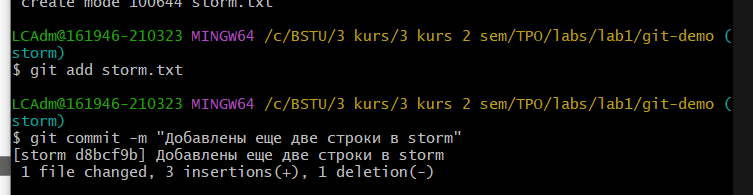 create mode 100644 storm.txt
LCAdm@161946-210323 MINGW64 /c/BSTU/3 kurs/3 kurs 2 sem/TPO/labs/lab1/git-demo (
storm)
$ git add storm.txt
LCAdm@161946-210323 MINGW64 /c/BSTU/3 kurs/3 kurs 2 sem/TPO/labs/lab1/git-demo (
storm)
$ git commit -m "Добавлены еще две строки в storm"
[storm d8bcf9b] Добавлены еще две строки в storm
1 file changed, 3 insertions(+), 1 deletion(-)